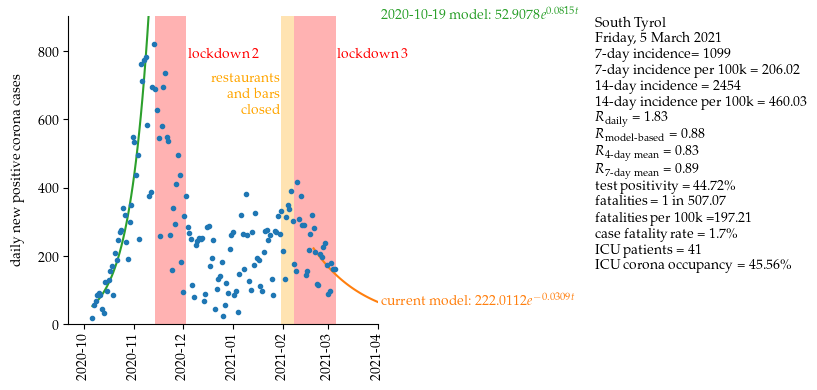 2020-10-19 model: 52.9078e^{0.0815t}
lockdown 2
lockdown 3
restaurants
and bars
closed
daily new positive corona cases
800
600
400
200
0
current model: 222.0112e^{−0.0309t}
2020-10
2020-11
2020-12
2021-01
2021-02
2021-03
2021-04
South Tyrol
Friday, 5 March 2021
7-day incidence= 1099
7-day incidence per 100k = 206.02
14-day incidence = 2454
14-day incidence per 100k = 460.03
R_daily = 1.83
R_model-based = 0.88
R_4-day mean = 0.83
R_7-day mean = 0.89
test positivity = 44.72%
fatalities = 1 in 507.07
fatalities per 100k =197.21
case fatality rate = 1.7%
ICU patients = 41
ICU corona occupancy = 45.56%